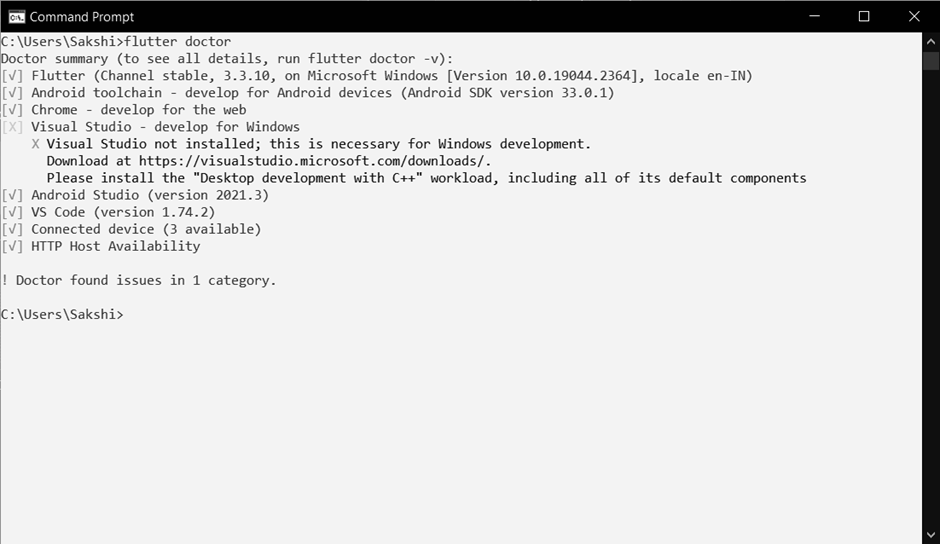 Command Prompt
C:\Users\Sakshi>flutter doctor
Doctor summary (to see all details, run flutter doctor -v):
[√] Flutter (Channel stable, 3.3.10, on Microsoft Windows [Version 10.0.19044.2364], locale en-IN)
[√] Android toolchain - develop for Android devices (Android SDK version 33.0.1)
[√] Chrome - develop for the web
[X] Visual Studio - develop for Windows
    X Visual Studio not installed; this is necessary for Windows development.
      Download at https://visualstudio.microsoft.com/downloads/.
      Please install the "Desktop development with C++" workload, including all of its default components
[√] Android Studio (version 2021.3)
[√] VS Code (version 1.74.2)
[√] Connected device (3 available)
[√] HTTP Host Availability
! Doctor found issues in 1 category.
C:\Users\Sakshi>